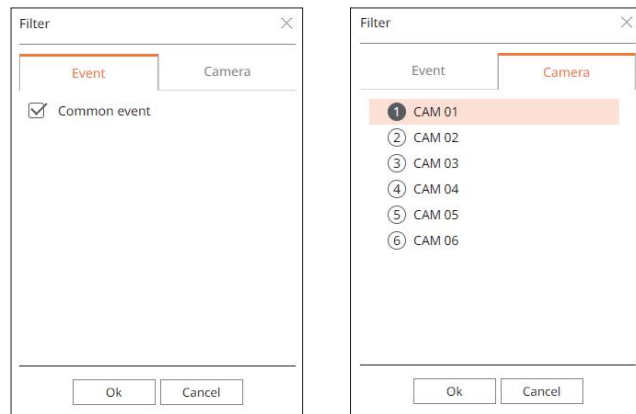 Filter
Event Camera
Common event
Ok Cancel
Filter
Event Camera
1 CAM 01
2 CAM 02
3 CAM 03
4 CAM 04
5 CAM 05
6 CAM 06
Ok Cancel